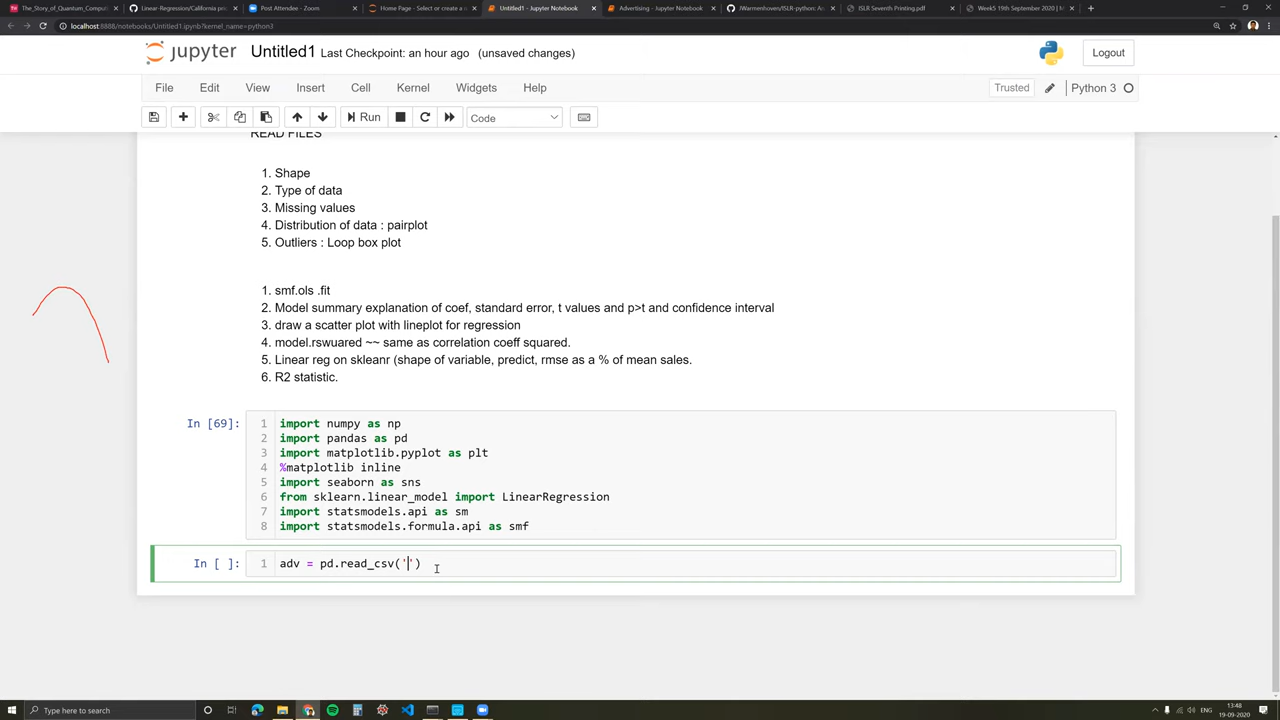 The_Story_of_Quantum_Comput
Linear-Regression/California pro
Post Attendee - Zoom
Home Page - Select or create a n
Untitled1 - Jupyter Notebook
Advertising - Jupyter Notebook
JWarmenhoven/ISLR-python: An
ISLR Seventh Printing.pdf
Week5 19th September 2020 | M
localhost:8888/notebooks/Untitled1.ipynb?kernel_name=python3
jupyter Untitled1 Last Checkpoint: an hour ago (unsaved changes)
Logout
File Edit View Insert Cell Kernel Widgets Help
Trusted Python 3
Run Code
READ FILES
1. Shape
2. Type of data
3. Missing values
4. Distribution of data : pairplot
5. Outliers : Loop box plot
1. smf.ols .fit
2. Model summary explanation of coef, standard error, t values and p>t and confidence interval
3. draw a scatter plot with lineplot for regression
4. model.rswuared ~~ same as correlation coeff squared.
5. Linear reg on skleanr (shape of variable, predict, rmse as a % of mean sales.
6. R2 statistic.
In [69]:
1 import numpy as np
2 import pandas as pd
3 import matplotlib.pyplot as plt
4 %matplotlib inline
5 import seaborn as sns
6 from sklearn.linear_model import LinearRegression
7 import statsmodels.api as sm
8 import statsmodels.formula.api as smf
In [ ]: 1 adv = pd.read_csv('')
Type here to search
ENG
13:48
19-09-2020